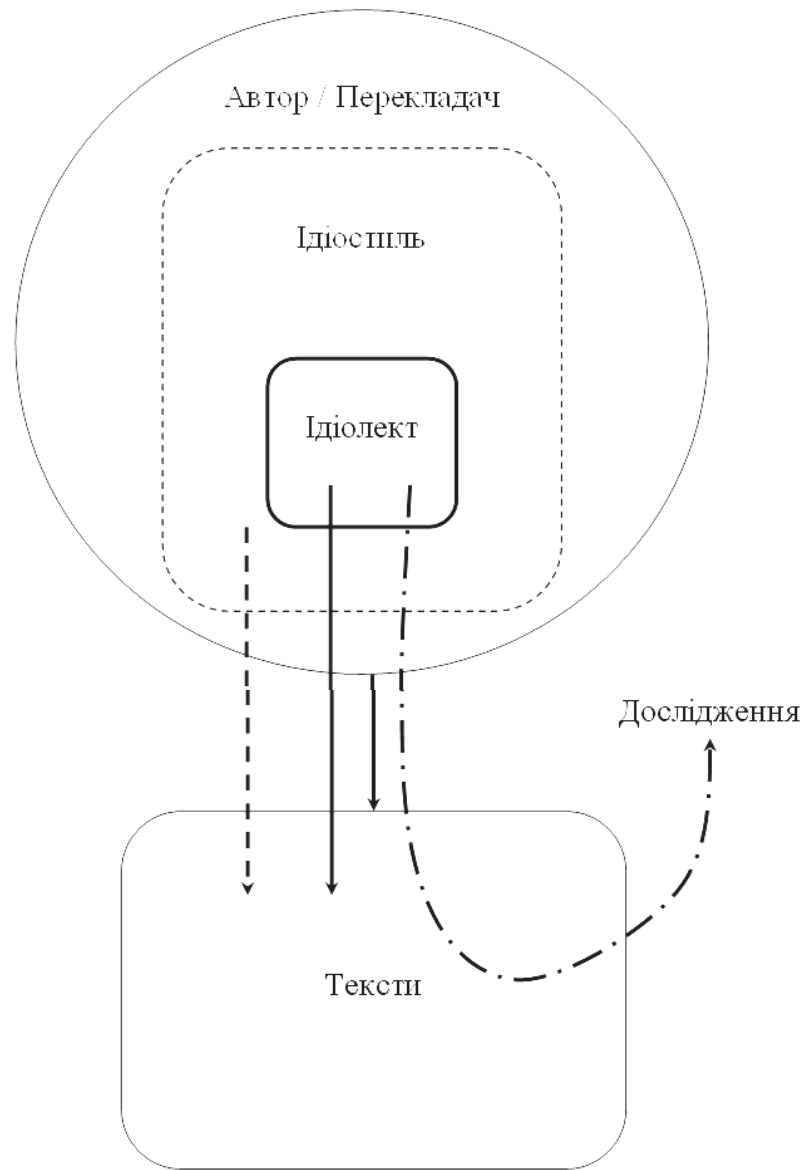 Автор / Перекладач
Ідіостиль
Ідіолект
Дослідження
Тексти